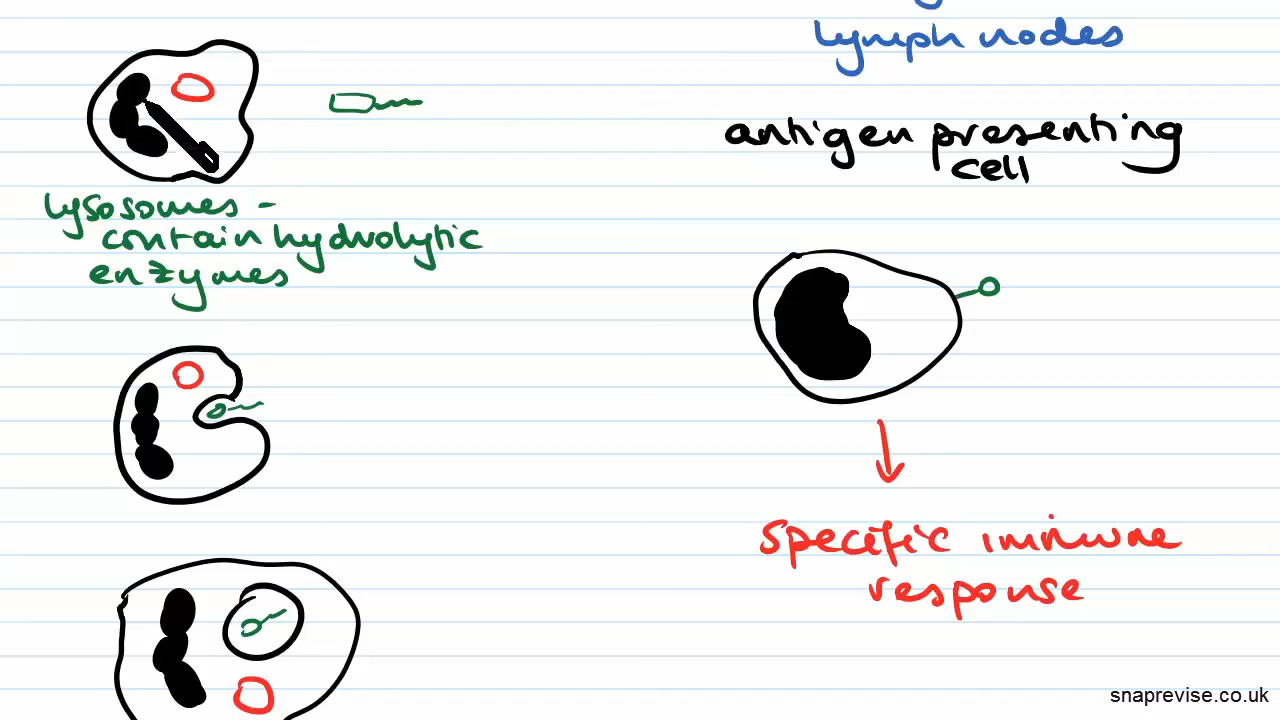 lymph nodes
antigen presenting
cell
lysosomes -
contain hydrolytic
enzymes
specific immune
response
snaprevise.co.uk